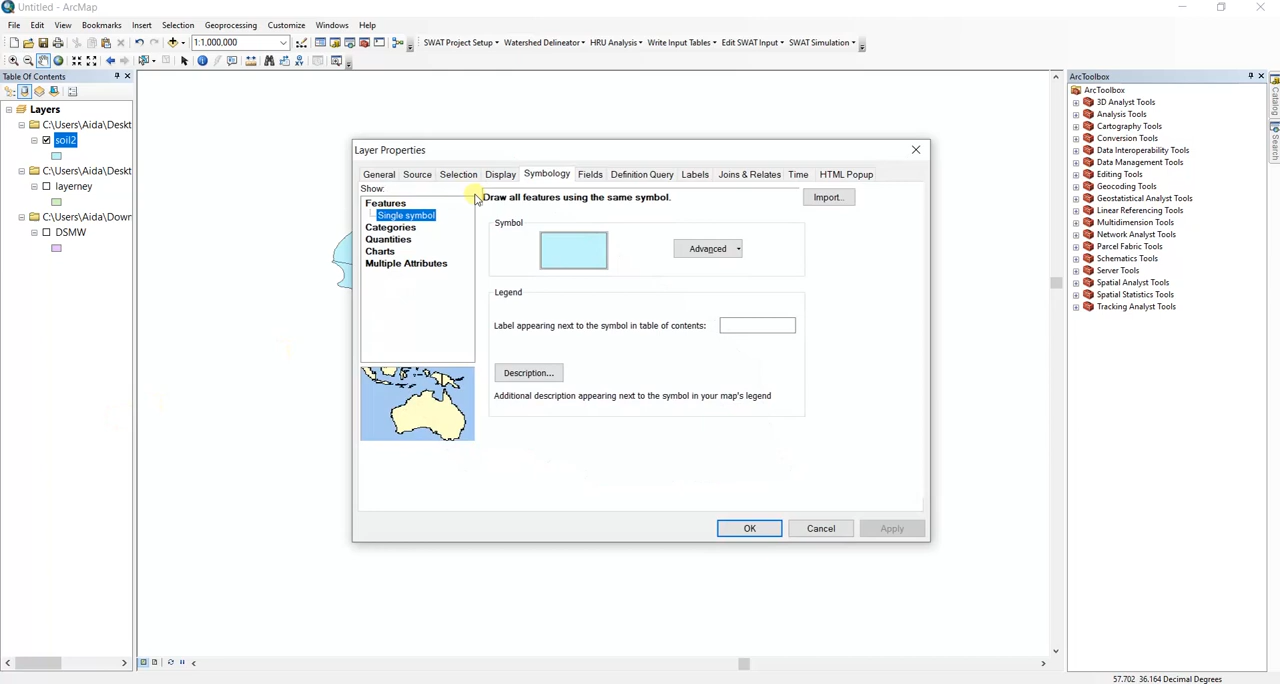 Untitled - ArcMap
File Edit View Bookmarks Insert Selection Geoprocessing Customize Windows Help
1:1,000,000 SWAT Project Setup Watershed Delineator HRU Analysis Write Input Tables Edit SWAT Input SWAT Simulation
Table Of Contents
Layers
C:\Users\Aida\Deskt
soil2
C:\Users\Aida\Deskt
layerney
C:\Users\Aida\Dowr
DSMW
Layer Properties
General Source Selection Display Symbology Fields Definition Query Labels Joins & Relates Time HTML Popup
Show:
Features
Single symbol
Categories
Quantities
Charts
Multiple Attributes
Draw all features using the same symbol.
Import...
Symbol
Advanced
Legend
Label appearing next to the symbol in table of contents:
Description...
Additional description appearing next to the symbol in your map's legend
OK Cancel Apply
ArcToolbox
ArcToolbox
3D Analyst Tools
Analysis Tools
Cartography Tools
Conversion Tools
Data Interoperability Tools
Data Management Tools
Editing Tools
Geocoding Tools
Geostatistical Analyst Tools
Linear Referencing Tools
Multidimension Tools
Network Analyst Tools
Parcel Fabric Tools
Schematics Tools
Server Tools
Spatial Analyst Tools
Spatial Statistics Tools
Tracking Analyst Tools
Catalog
Search
57.702 36.164 Decimal Degrees